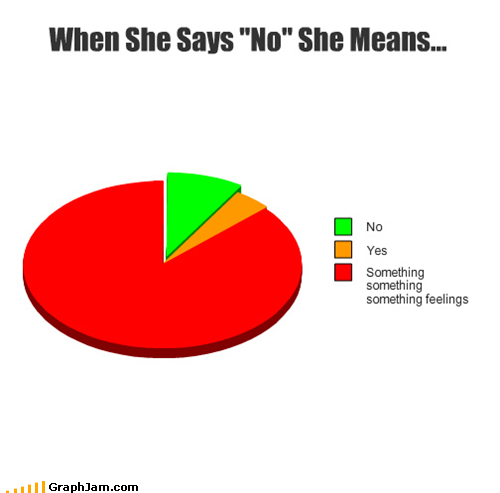 When She Says "No" She Means...
No
Yes
Something
something
something feelings
GraphJam.com